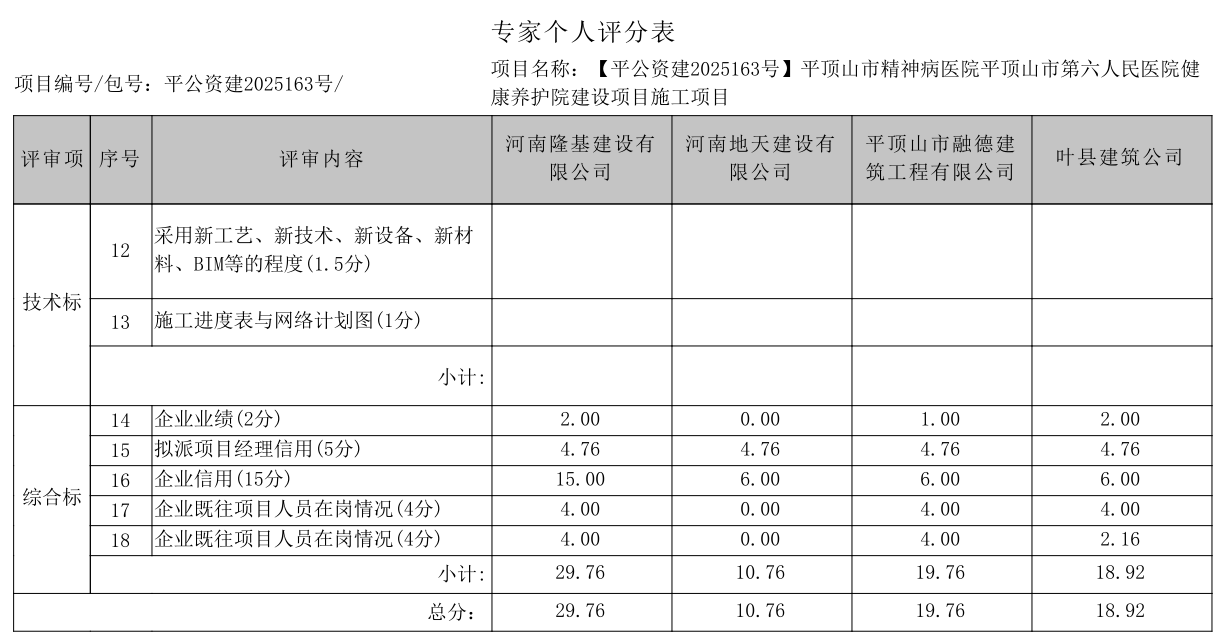 专家个人评分表
项目编号/包号：平公资建2025163号/
项目名称：【平公资建2025163号】平顶山市精神病医院平顶山市第六人民医院健
康养护院建设项目施工项目
评审项 序号 评审内容 河南隆基建设有限公司 河南地天建设有限公司 平顶山市融德建筑工程有限公司 叶县建筑公司
技术标
12 采用新工艺、新技术、新设备、新材
料、BIM等的程度(1.5分)
13 施工进度表与网络计划图(1分)
小计:
综合标
14 企业业绩(2分) 2.00 0.00 1.00 2.00
15 拟派项目经理信用(5分) 4.76 4.76 4.76 4.76
16 企业信用(15分) 15.00 6.00 6.00 6.00
17 企业既往项目人员在岗情况(4分) 4.00 0.00 4.00 4.00
18 企业既往项目人员在岗情况(4分) 4.00 0.00 4.00 2.16
小计: 29.76 10.76 19.76 18.92
总分: 29.76 10.76 19.76 18.92